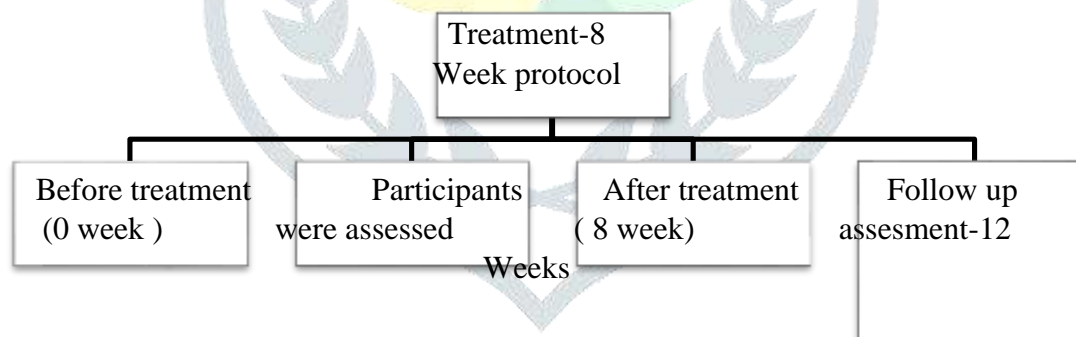 Treatment-8
Week protocol
Before treatment
(0 week )
Participants
were assessed
After treatment
( 8 week)
Follow up
assesment-12
Weeks